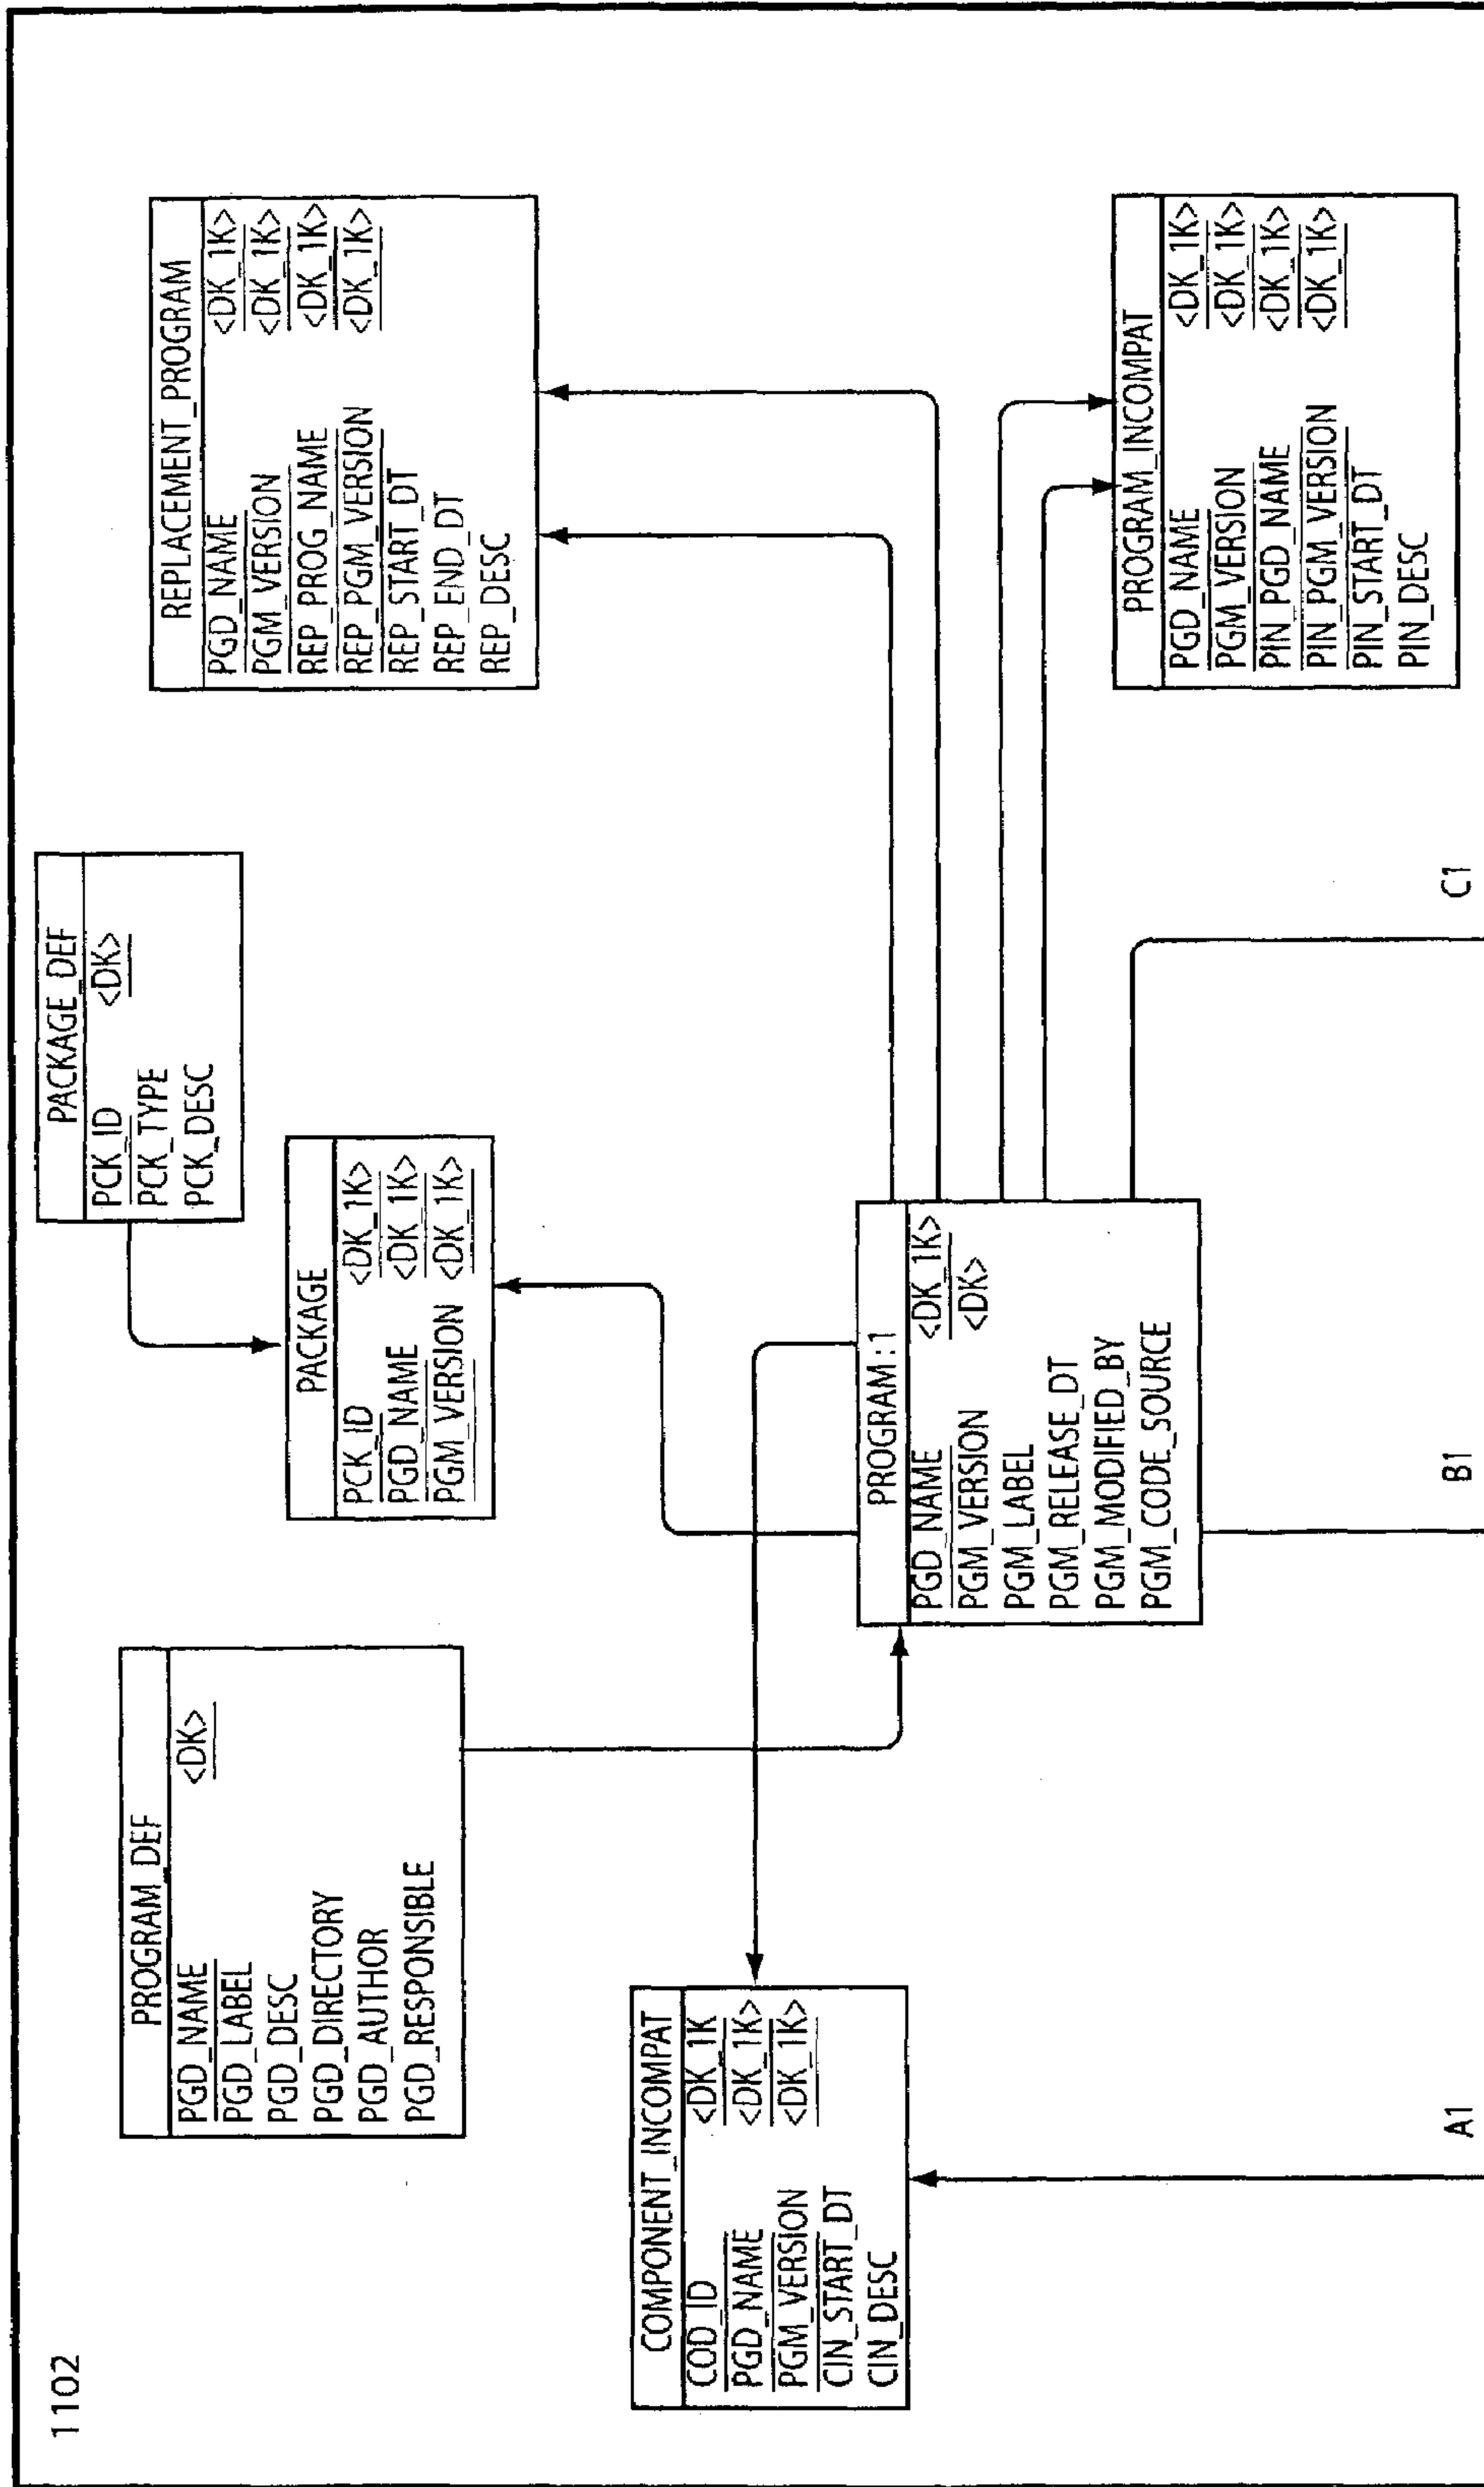 1102
PROGRAM_DEF
PGD_NAME <DK>
PGD_LABEL
PGD_DESC
PGD_DIRECTORY
PGD_AUTHOR
PGD_RESPONSIBLE
PACKAGE_DEF
PCK_ID <DK>
PCK_TYPE
PCK_DESC
PACKAGE
PCK_ID <DK_1K>
PGD_NAME <DK_1K>
PGM_VERSION <DK_1K>
REPLACEMENT_PROGRAM
PGD_NAME <DK_1K>
PGM_VERSION <DK_1K>
REP_PROG_NAME <DK_1K>
REP_PGM_VERSION <DK_1K>
REP_START_DT
REP_END_DT
REP_DESC
COMPONENT_INCOMPAT
COD_ID <DK_1K
PGD_NAME <DK_1K>
PGM_VERSION <DK_1K>
CIN_START_DT
CIN_DESC
PROGRAM:1
PGD_NAME <DK_1K>
PGM_VERSION <DK>
PGM_LABEL
PGM_RELEASE_DT
PGM_MODIFIED_BY
PGM_CODE_SOURCE
PROGRAM_INCOMPAT
PGD_NAME <DK_1K>
PGM_VERSION <DK_1K>
PIN_PGD_NAME <DK_1K>
PIN_PGM_VERSION <DK_1K>
PIN_START_DT
PIN_DESC
A1
B1
C1